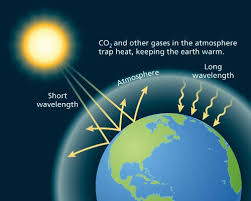 CO₂ and other gases in the atmosphere
trap heat, keeping the earth warm.
Atmosphere
Long
wavelength
Short
wavelength